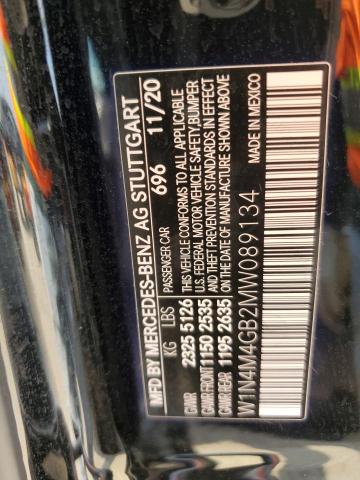 MFD BY MERCEDES-BENZ AG STUTTGART
KG LBS PASSENGER CAR 696 11/20
GVWR 2325 5126 THIS VEHICLE CONFORMS TO ALL APPLICABLE
GAWR FRONT 1150 2535 U.S. FEDERAL MOTOR VEHICLE SAFETY, BUMPER
GAWR REAR 1195 2635 AND THEFT PREVENTION STANDARDS IN EFFECT
ON THE DATE OF MANUFACTURE SHOWN ABOVE
W1N4M4GB2MW089134 MADE IN MEXICO